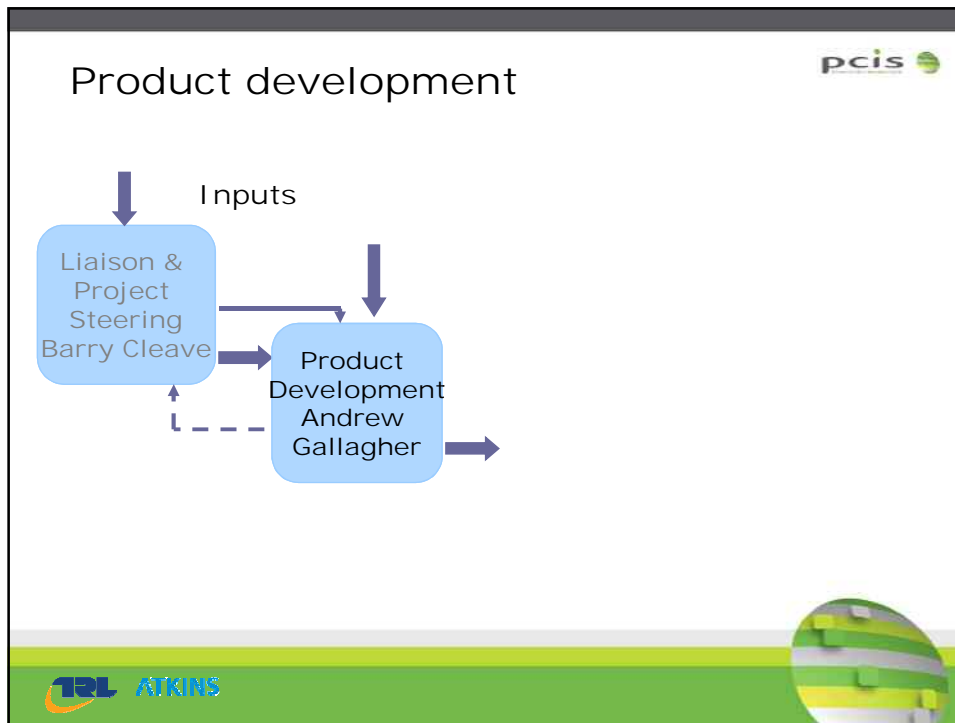 Product development
pcis
Inputs
Liaison &
Project
Steering
Barry Cleave
Product
Development
Andrew
Gallagher
TRL ATKINS